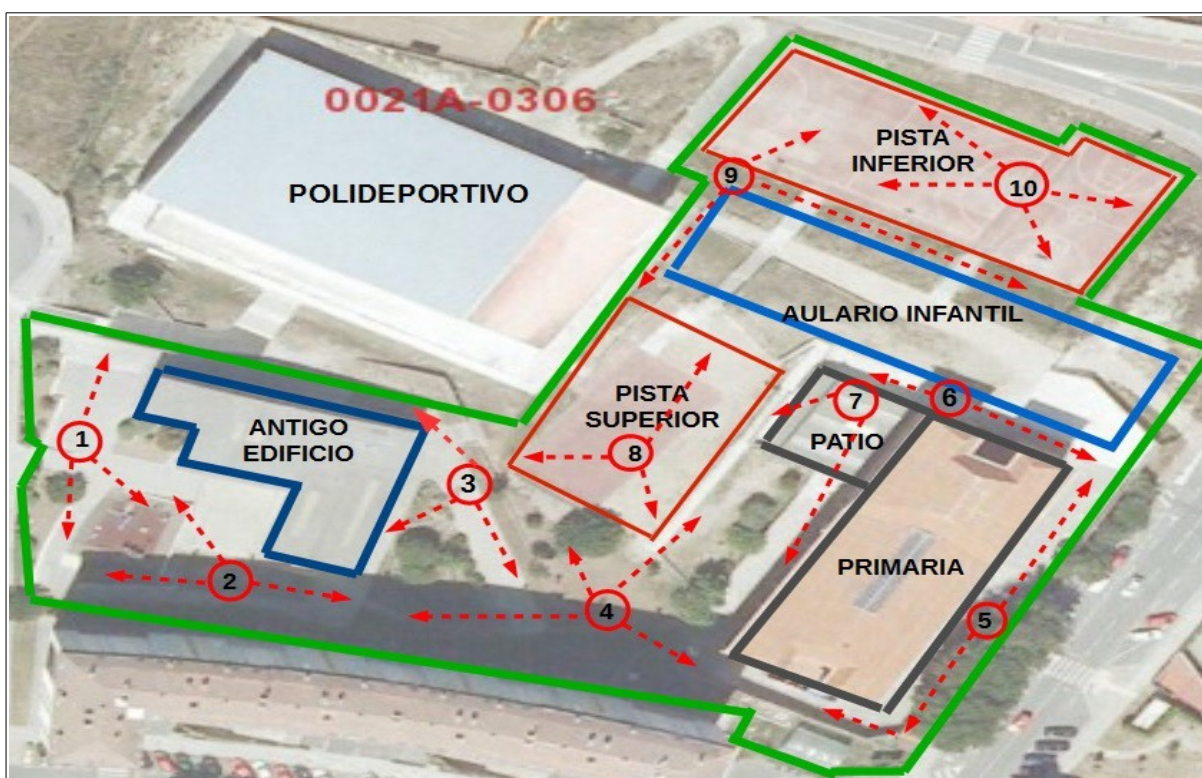 0021A-0306
POLIDEPORTIVO
PISTA
INFERIOR
9
10
AULARIO INFANTIL
PISTA
SUPERIOR
8
7
PATIO
6
ANTIGO
EDIFICIO
1
3
2
4
PRIMARIA
5